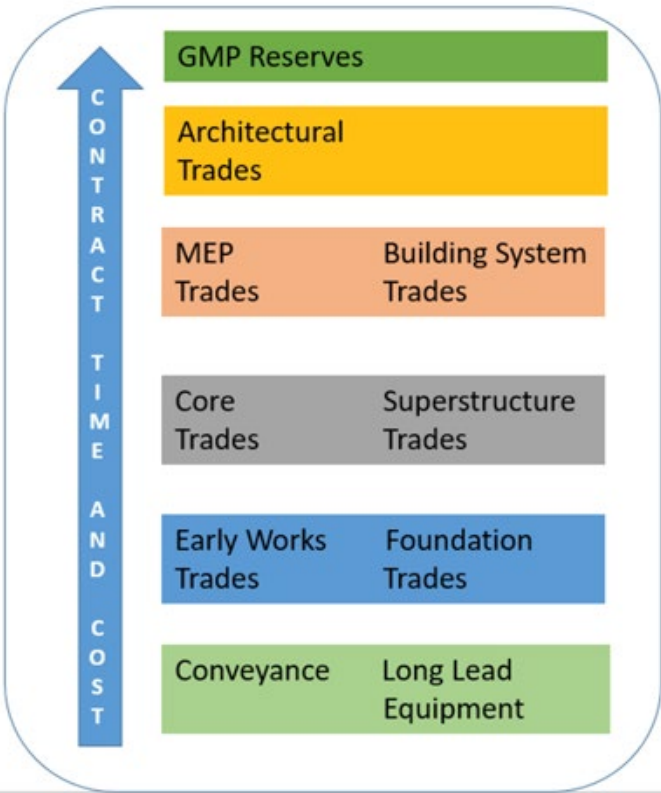 GMP Reserves
Architectural
Trades
MEP
Trades
Building System
Trades
Core
Trades
Superstructure
Trades
Early Works
Trades
Foundation
Trades
Conveyance
Long Lead
Equipment
CONTRACT TIME AND COST